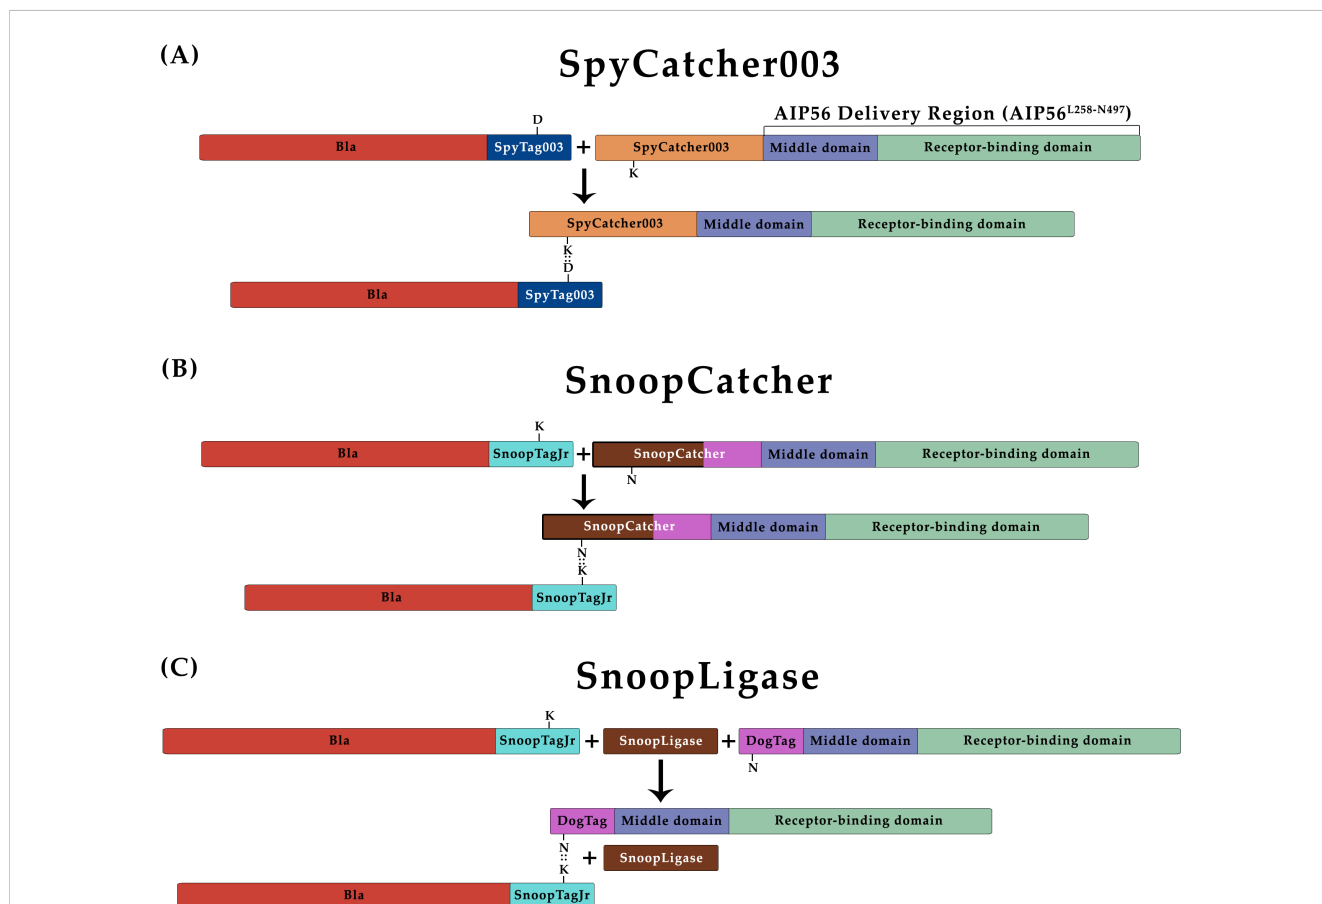 (A)
SpyCatcher003
AIP56 Delivery Region (AIP56^L258-N497)
D
Bla SpyTag003 + SpyCatcher003 Middle domain Receptor-binding domain
K
SpyCatcher003 Middle domain Receptor-binding domain
K
D
Bla SpyTag003
(B)
SnoopCatcher
K
Bla SnoopTagJr + SnoopCatcher Middle domain Receptor-binding domain
N
SnoopCatcher Middle domain Receptor-binding domain
N
K
Bla SnoopTagJr
(C)
SnoopLigase
K
Bla SnoopTagJr + SnoopLigase + DogTag Middle domain Receptor-binding domain
N
DogTag Middle domain Receptor-binding domain
N
+ SnoopLigase
K
Bla SnoopTagJr